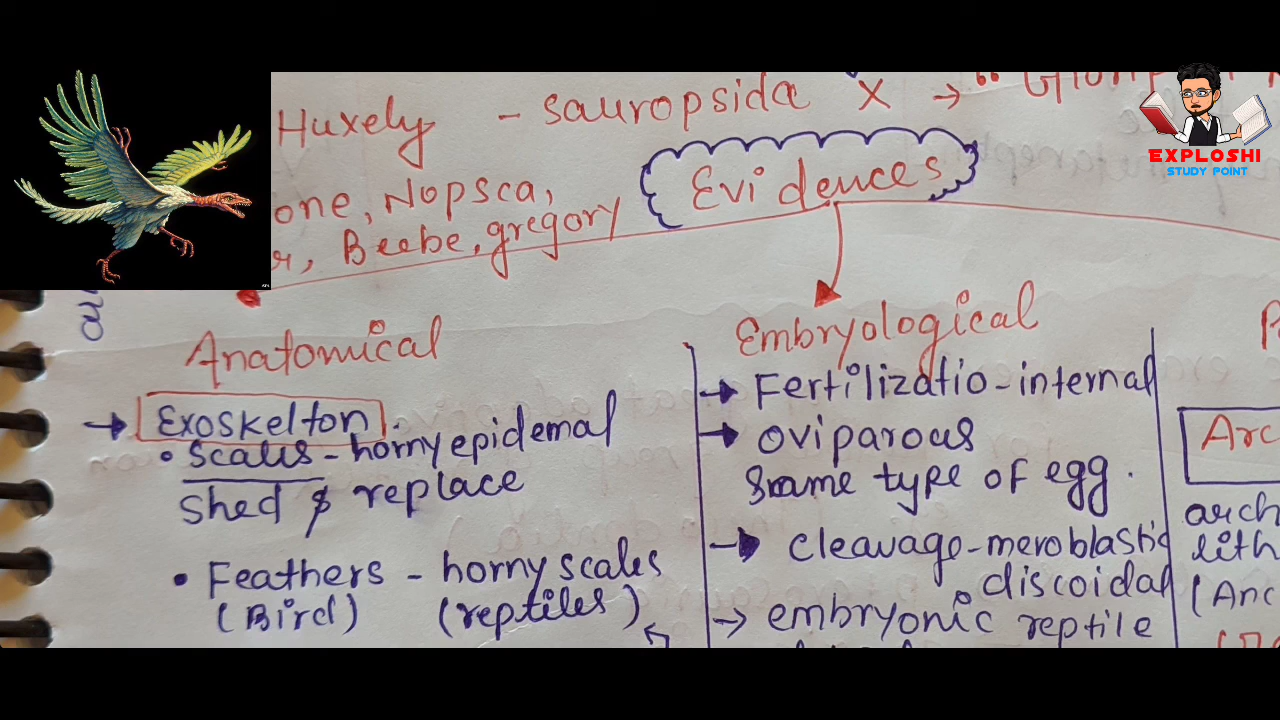 Huxely - Sauropsida X →
Evidences
one, Nopsca,
r, Beebe, gregory
EXPLOSHI
STUDY POINT
Anatomical
→ Exoskelton.
• Scales - horny epidemal
shed & replace
• Feathers - horny scales
(Bird) (reptiles)
Embryological
→ Fertilizatio - internal
→ oviparous
same type of egg.
→ cleavage - meroblastic
discoidal
→ embryonic reptile
Arc
arch
lith
(Anc